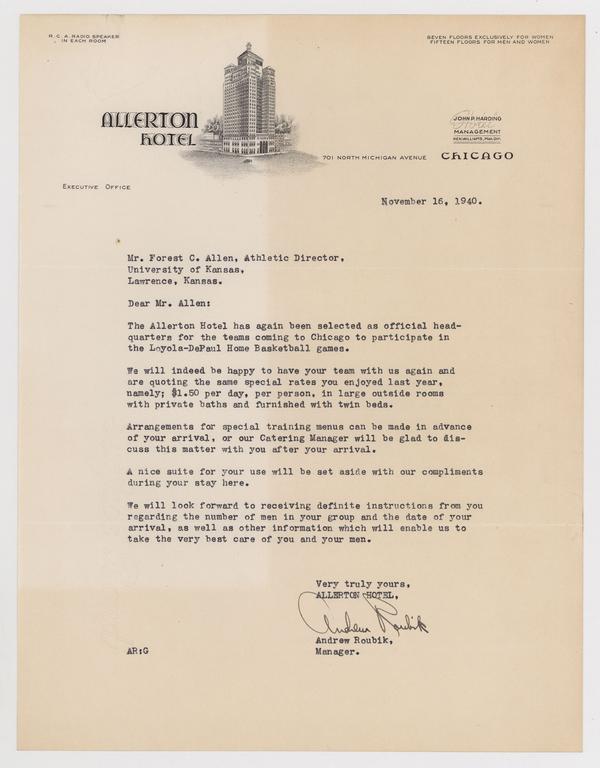 R.C.A. RADIO SPEAKER
IN EACH ROOM
SEVEN FLOORS EXCLUSIVELY FOR WOMEN
FIFTEEN FLOORS FOR MEN AND WOMEN
ALLERTON
HOTEL
JOHN P. HARDING
MANAGEMENT
701 NORTH MICHIGAN AVENUE
CHICAGO
EXECUTIVE OFFICE
November 16, 1940.
Mr. Forest C. Allen, Athletic Director,
University of Kansas,
Lawrence, Kansas.
Dear Mr. Allen:
The Allerton Hotel has again been selected as official head-
quarters for the teams coming to Chicago to participate in
the Loyola-DePaul Home Basketball games.
We will indeed be happy to have your team with us again and
are quoting the same special rates you enjoyed last year,
namely; $1.50 per day, per person, in large outside rooms
with private baths and furnished with twin beds.
Arrangements for special training menus can be made in advance
of your arrival, or our Catering Manager will be glad to dis-
cuss this matter with you after your arrival.
A nice suite for your use will be set aside with our compliments
during your stay here.
We will look forward to receiving definite instructions from you
regarding the number of men in your group and the date of your
arrival, as well as other information which will enable us to
take the very best care of you and your men.
Very truly yours,
ALLERTON HOTEL,
Andrew Roubik
Andrew Roubik,
Manager.
AR:G